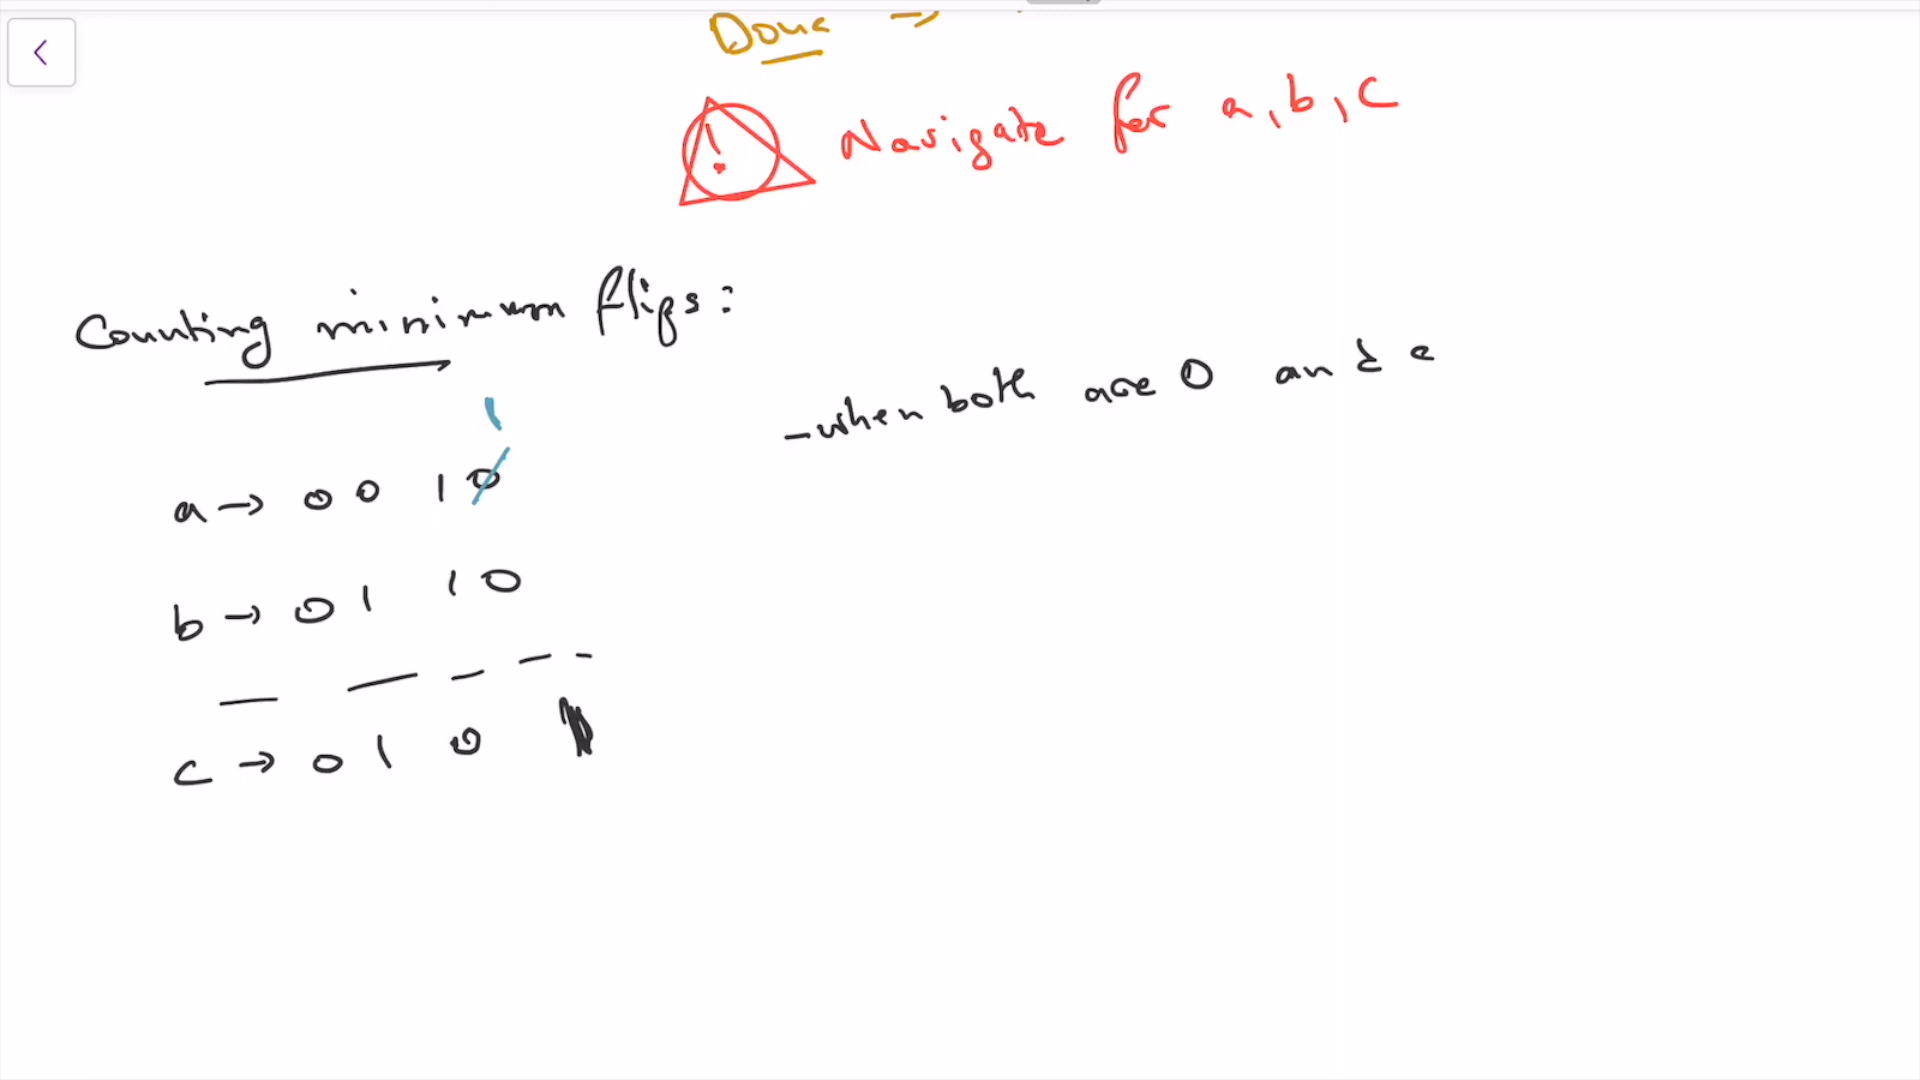 Done →
! Navigate for a, b, c
Counting minimum flips:
- when both are 0 and c
1
a → 0 0 1 0
b → 0 1 1 0
c → 0 1 0 1